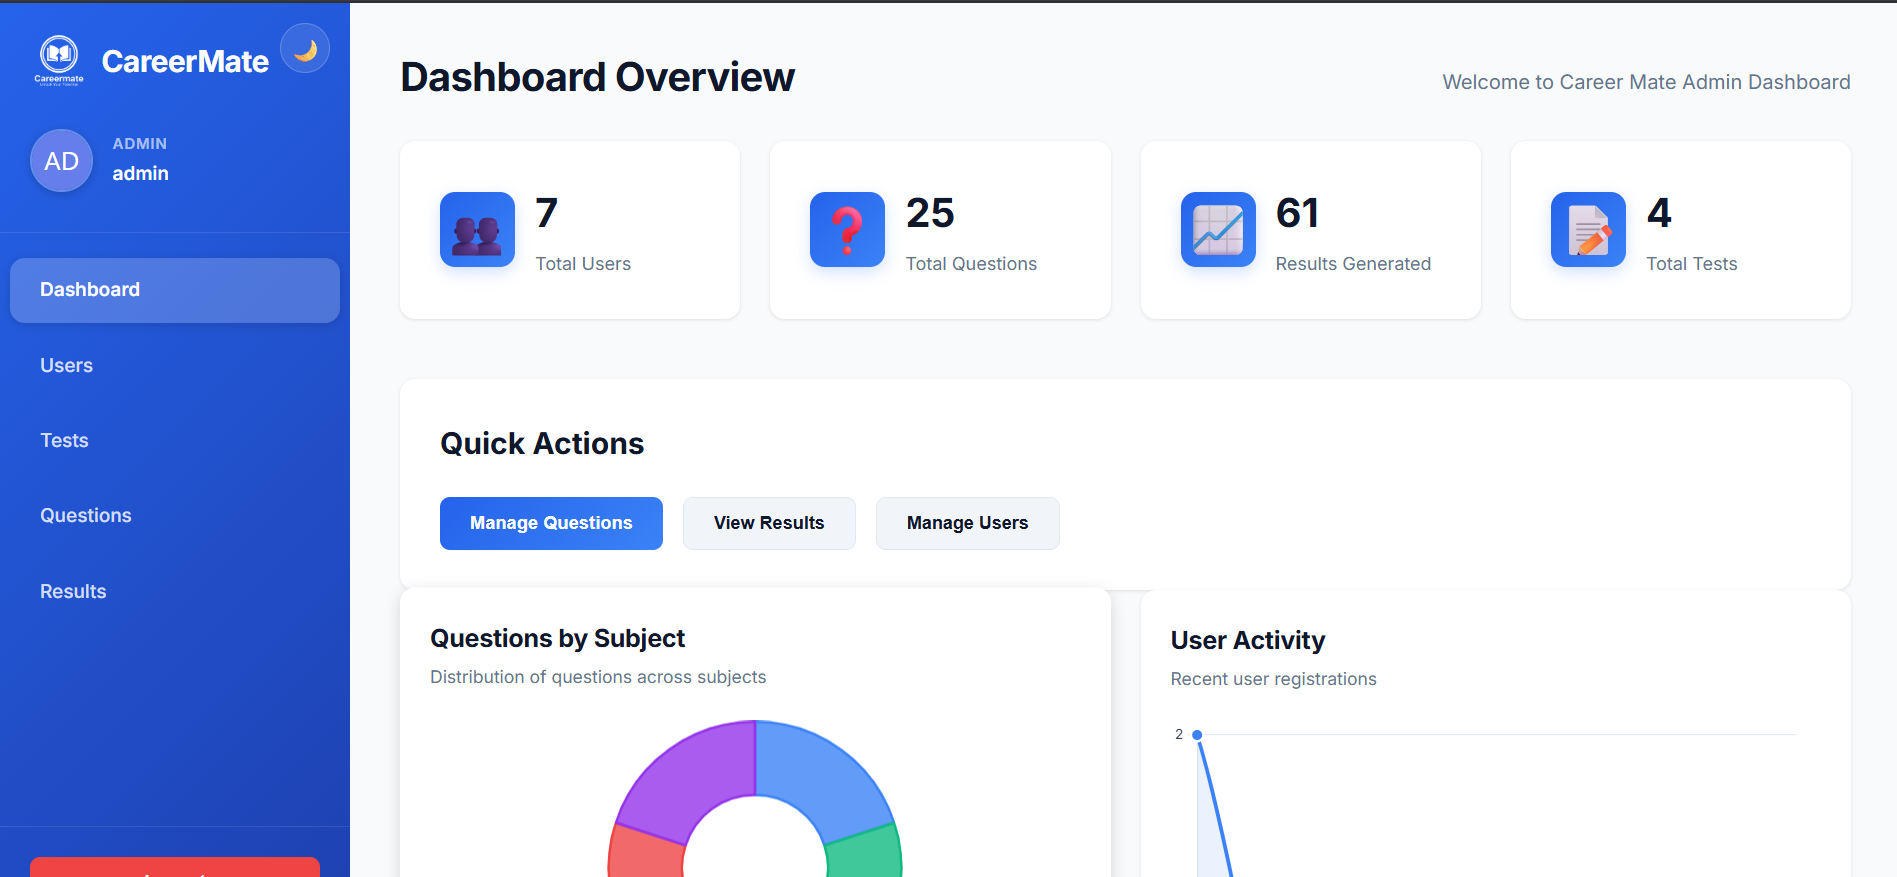 CareerMate
Careermate
AD
ADMIN
admin
Dashboard
Users
Tests
Questions
Results
Dashboard Overview
Welcome to Career Mate Admin Dashboard
7
Total Users
25
Total Questions
61
Results Generated
4
Total Tests
Quick Actions
Manage Questions
View Results
Manage Users
Questions by Subject
Distribution of questions across subjects
User Activity
Recent user registrations
2